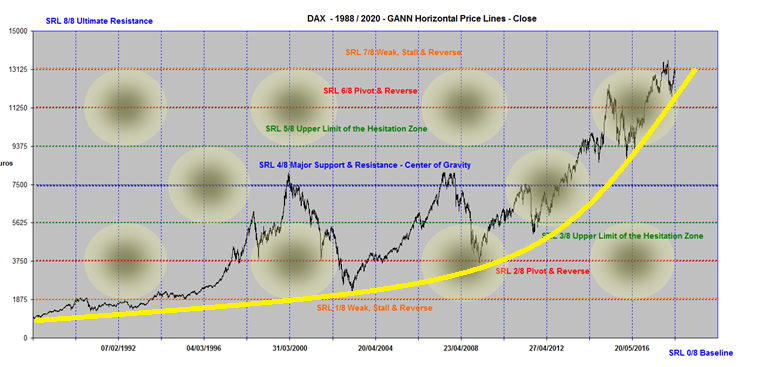 DAX - 1988 / 2020 - GANN Horizontal Price Lines - Close
SRL 8/8 Ultimate Resistance
15000
SRL 7/8 Weak, Stall & Reverse
13125
SRL 6/8 Pivot & Reverse
11250
SRL 5/8 Upper Limit of the Hesitation Zone
9375
uros
SRL 4/8 Major Support & Resistance - Center of Gravity
7500
5625
SRL 3/8 Upper Limit of the Hesitation Zone
3750
SRL 2/8 Pivot & Reverse
1875
SRL 1/8 Weak, Stall & Reverse
0
07/02/1992
04/03/1996
31/03/2000
20/04/2004
23/04/2008
27/04/2012
20/05/2016
SRL 0/8 Baseline